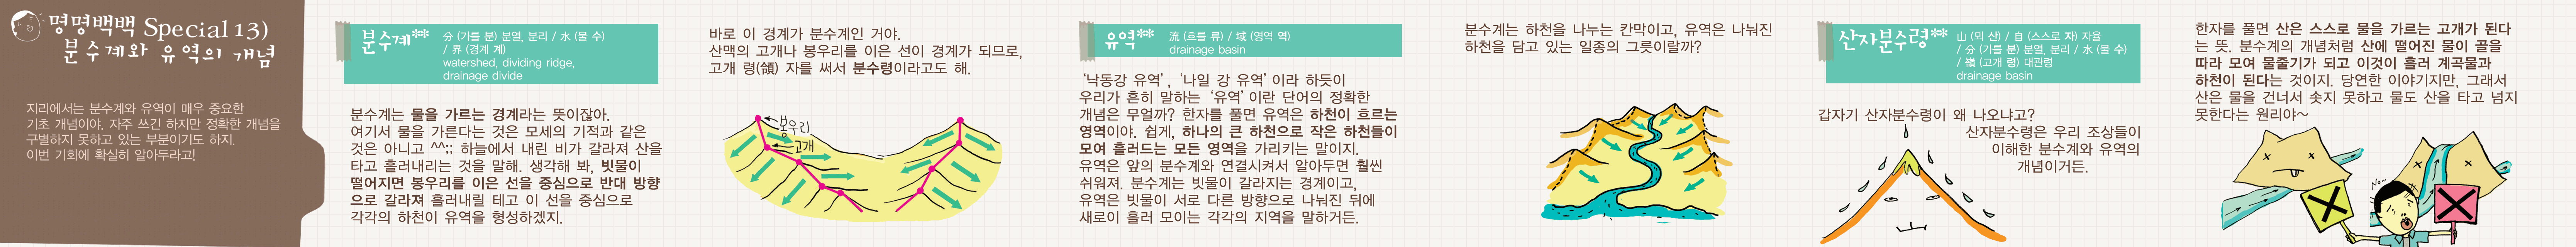 명명백백 Special 13)
분수계와 유역의 개념
지리에서는 분수계와 유역이 매우 중요한
기초 개념이야. 자주 쓰긴 하지만 정확한 개념을
구별하지 못하고 있는 부분이기도 하지.
이번 기회에 확실히 알아두라고!
분수계**
分 (가를 분) 분열, 분리 / 水 (물 수)
/ 界 (경계 계)
watershed, dividing ridge,
drainage divide
분수계는 물을 가르는 경계라는 뜻이잖아.
여기서 물을 가른다는 것은 모세의 기적과 같은
것은 아니고 ^^;; 하늘에서 내린 비가 갈라져 산을
타고 흘러내리는 것을 말해. 생각해 봐, 빗물이
떨어지면 봉우리를 이은 선을 중심으로 반대 방향
으로 갈라져 흘러내릴 테고 이 선을 중심으로
각각의 하천이 유역을 형성하겠지.
바로 이 경계가 분수계인 거야.
산맥의 고개나 봉우리를 이은 선이 경계가 되므로,
고개 령(領) 자를 써서 분수령이라고도 해.
봉우리
고개
유역**
流 (흐를 류) / 域 (영역 역)
drainage basin
‘낙동강 유역’, ‘나일 강 유역’ 이라 하듯이
우리가 흔히 말하는 ‘유역’ 이란 단어의 정확한
개념은 무얼까? 한자를 풀면 유역은 하천이 흐르는
영역이야. 쉽게, 하나의 큰 하천으로 작은 하천들이
모여 흘러드는 모든 영역을 가리키는 말이지.
유역은 앞의 분수계와 연결시켜서 알아두면 훨씬
쉬워져. 분수계는 빗물이 갈라지는 경계이고,
유역은 빗물이 서로 다른 방향으로 나눠진 뒤에
새로이 흘러 모이는 각각의 지역을 말하거든.
분수계는 하천을 나누는 칸막이고, 유역은 나눠진
하천을 담고 있는 일종의 그릇이랄까?
산자분수령**
山 (뫼 산) / 自 (스스로 자) 자율
/ 分 (가를 분) 분열, 분리 / 水 (물 수)
/ 嶺 (고개 령) 대관령
drainage basin
갑자기 산자분수령이 왜 나오냐고?
산자분수령은 우리 조상들이
이해한 분수계와 유역의
개념이거든.
한자를 풀면 산은 스스로 물을 가르는 고개가 된다
는 뜻. 분수계의 개념처럼 산에 떨어진 물이 골을
따라 모여 물줄기가 되고 이것이 흘러 계곡물과
하천이 된다는 것이지. 당연한 이야기지만, 그래서
산은 물을 건너서 솟지 못하고 물도 산을 타고 넘지
못한다는 원리야~
No~